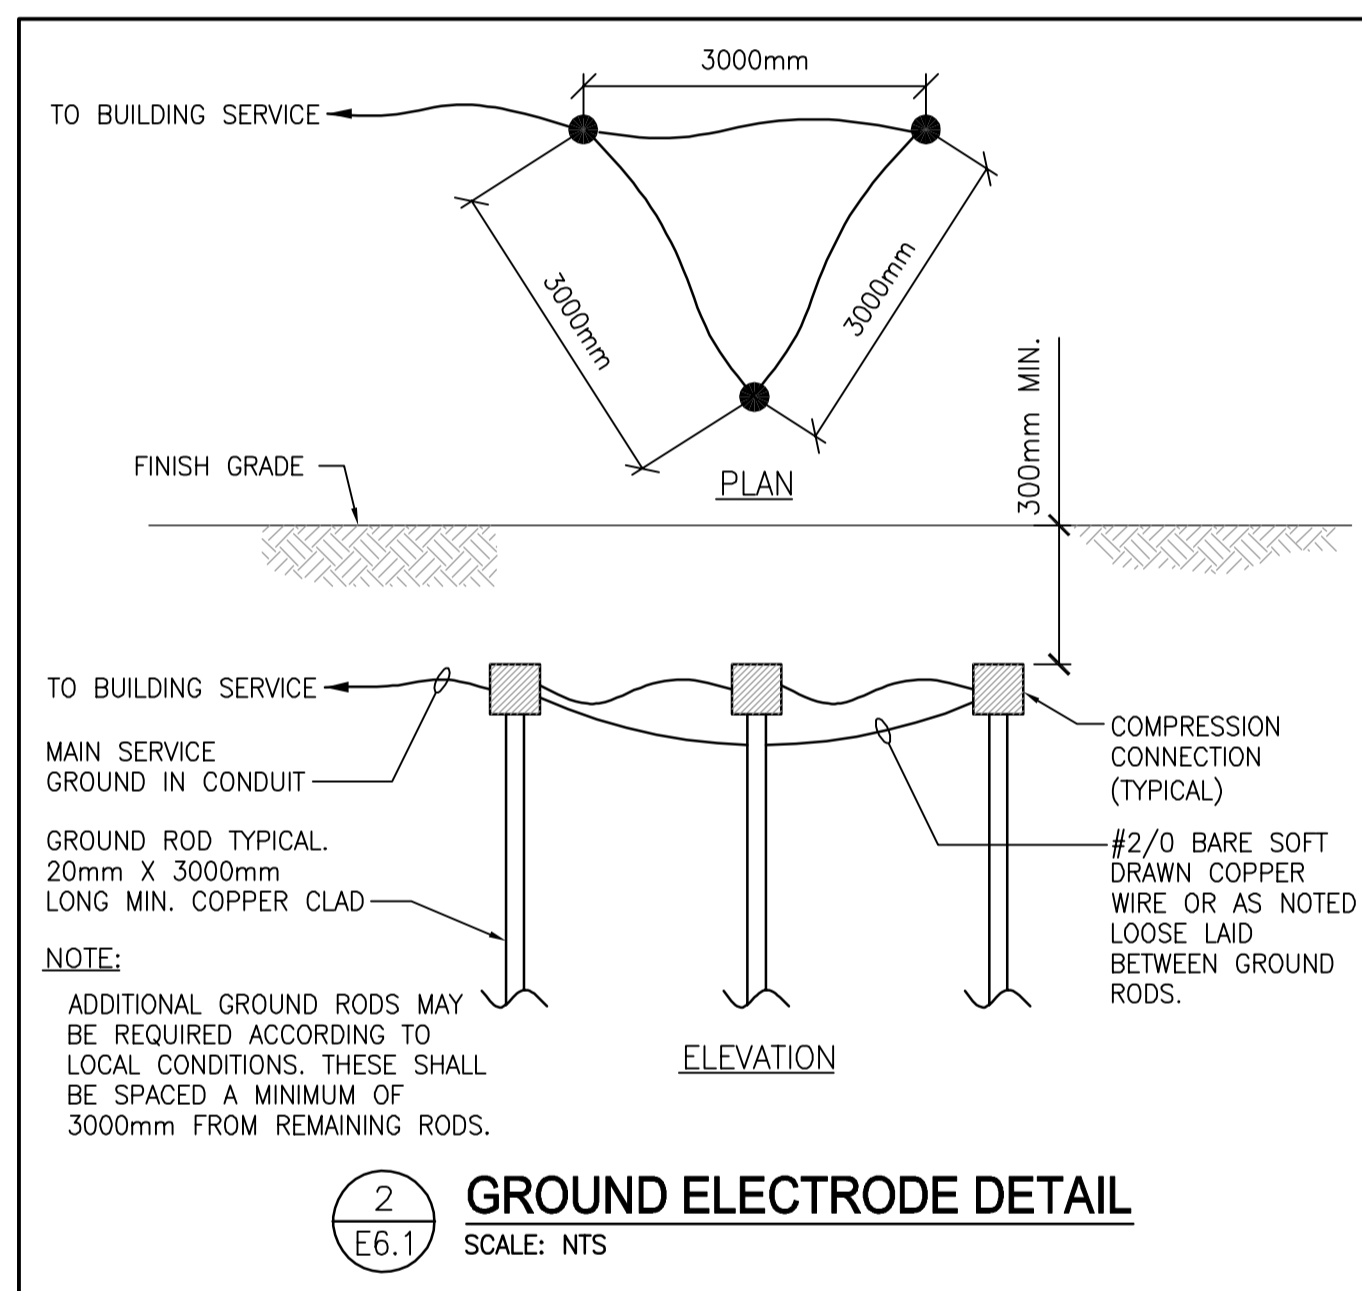 3000mm
TO BUILDING SERVICE
3000mm
3000mm
300mm MIN.
FINISH GRADE
PLAN
TO BUILDING SERVICE
MAIN SERVICE
GROUND IN CONDUIT
GROUND ROD TYPICAL.
20mm X 3000mm
LONG MIN. COPPER CLAD
COMPRESSION
CONNECTION
(TYPICAL)
#2/0 BARE SOFT
DRAWN COPPER
WIRE OR AS NOTED
LOOSE LAID
BETWEEN GROUND
RODS.
NOTE:
ADDITIONAL GROUND RODS MAY
BE REQUIRED ACCORDING TO
LOCAL CONDITIONS. THESE SHALL
BE SPACED A MINIMUM OF
3000mm FROM REMAINING RODS.
ELEVATION
2
E6.1
GROUND ELECTRODE DETAIL
SCALE: NTS